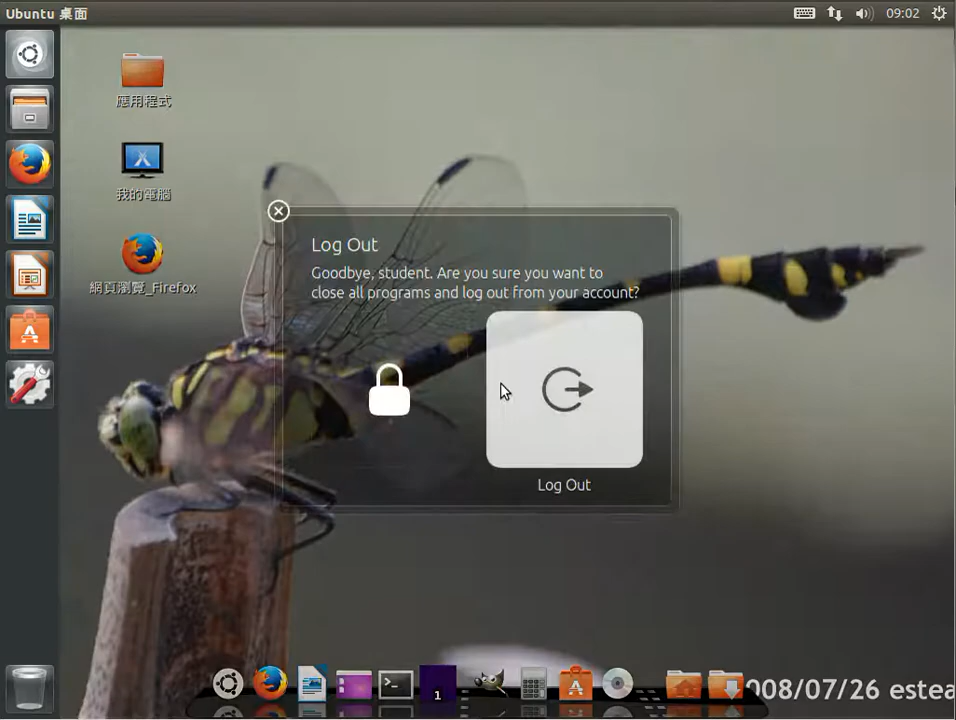 Ubuntu 桌面
09:02
應用程式
我的電腦
網頁瀏覽_Firefox
Log Out
Goodbye, student. Are you sure you want to
close all programs and log out from your account?
Log Out
1
008/07/26 estea